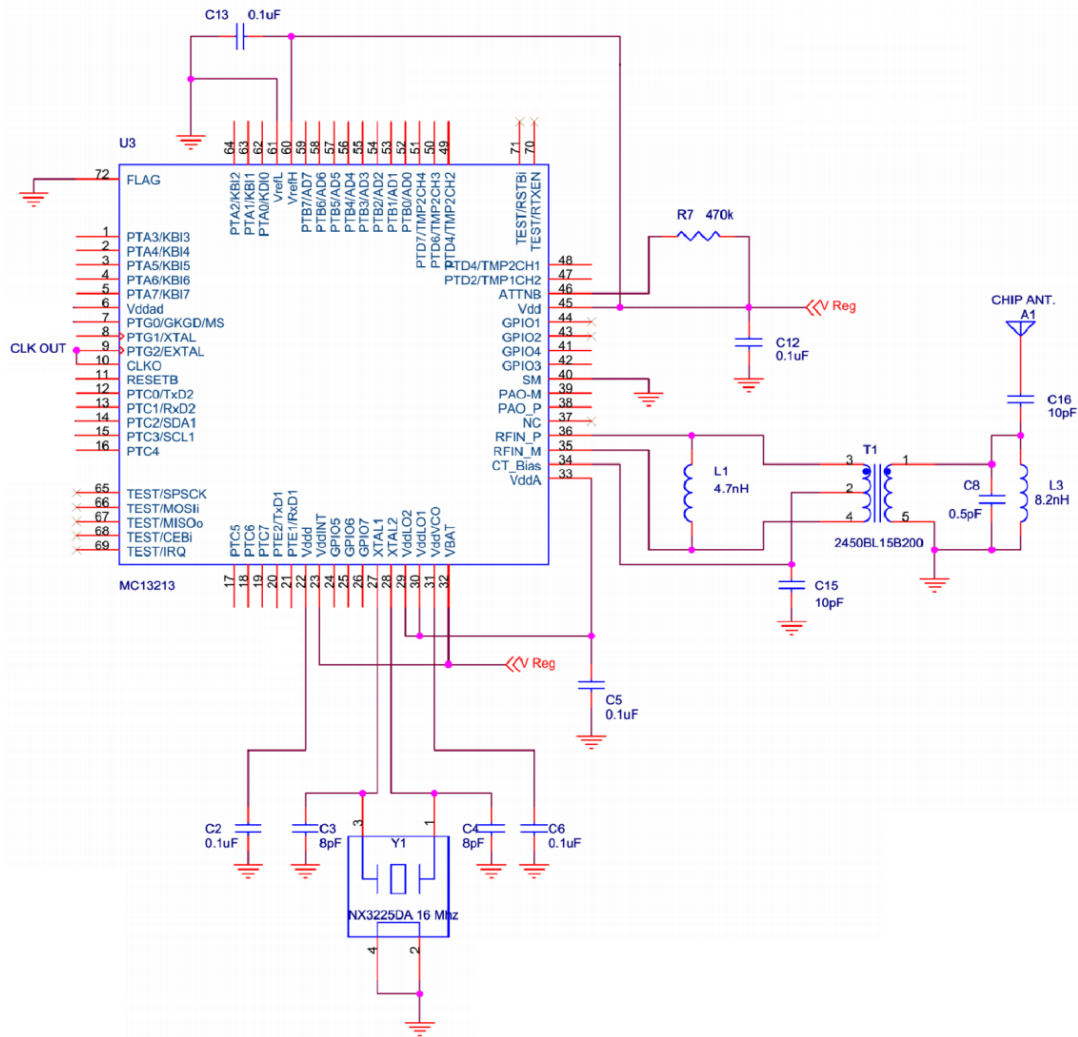 C13 0.1uF
U3
64 63 62 61 60 59 58 57 56 55 54 53 52 51 50 49 71 70
PTA2/KBI2
PTA1/KBI1
PTA0/KDI0
VrefL
VrefH
PTB7/AD7
PTB6/AD6
PTB5/AD5
PTB4/AD4
PTB3/AD3
PTB2/AD2
PTB1/AD1
PTB0/AD0
PTD7/TMP2CH4
PTD6/TMP2CH3
PTD4/TMP2CH2
TEST/RSTBi
TEST/RTXEN
72 FLAG
1 PTA3/KBI3
2 PTA4/KBI4
3 PTA5/KBI5
4 PTA6/KBI6
5 PTA7/KBI7
6 Vddad
7 PTG0/GKGD/MS
8 PTG1/XTAL
CLK OUT
9 PTG2/EXTAL
10 CLKO
11 RESETB
12 PTC0/TxD2
13 PTC1/RxD2
14 PTC2/SDA1
15 PTC3/SCL1
16 PTC4
65 TEST/SPSCK
66 TEST/MOSIi
67 TEST/MISOo
68 TEST/CEBi
69 TEST/IRQ
PTD4/TMP2CH1 48
PTD2/TMP1CH2 47
ATTNB 46
Vdd 45
GPIO1 44
GPIO2 43
GPIO4 41
GPIO3 42
SM 40
PAO-M 39
PAO_P 38
NC 37
RFIN_P 36
RFIN_M 35
CT_Bias 34
VddA 33
R7 470k
V Reg
C12
0.1uF
CHIP ANT.
A1
C16
10pF
L1
4.7nH
T1
3 1
2
4 5
2450BL15B200
C8
0.5pF
L3
8.2nH
C15
10pF
PTC5
PTC6
PTC7
PTE2/TxD1
PTE1/RxD1
Vddd
VddINT
GPIO5
GPIO6
GPIO7
XTAL1
XTAL2
VddLO2
VddLO1
VddVCO
VBAT
MC13213
17 18 19 20 21 22 23 24 25 26 27 28 29 30 31 32
V Reg
C5
0.1uF
C2
0.1uF
C3
8pF
3 1
Y1
NX3225DA 16 Mhz
4 2
C4
8pF
C6
0.1uF